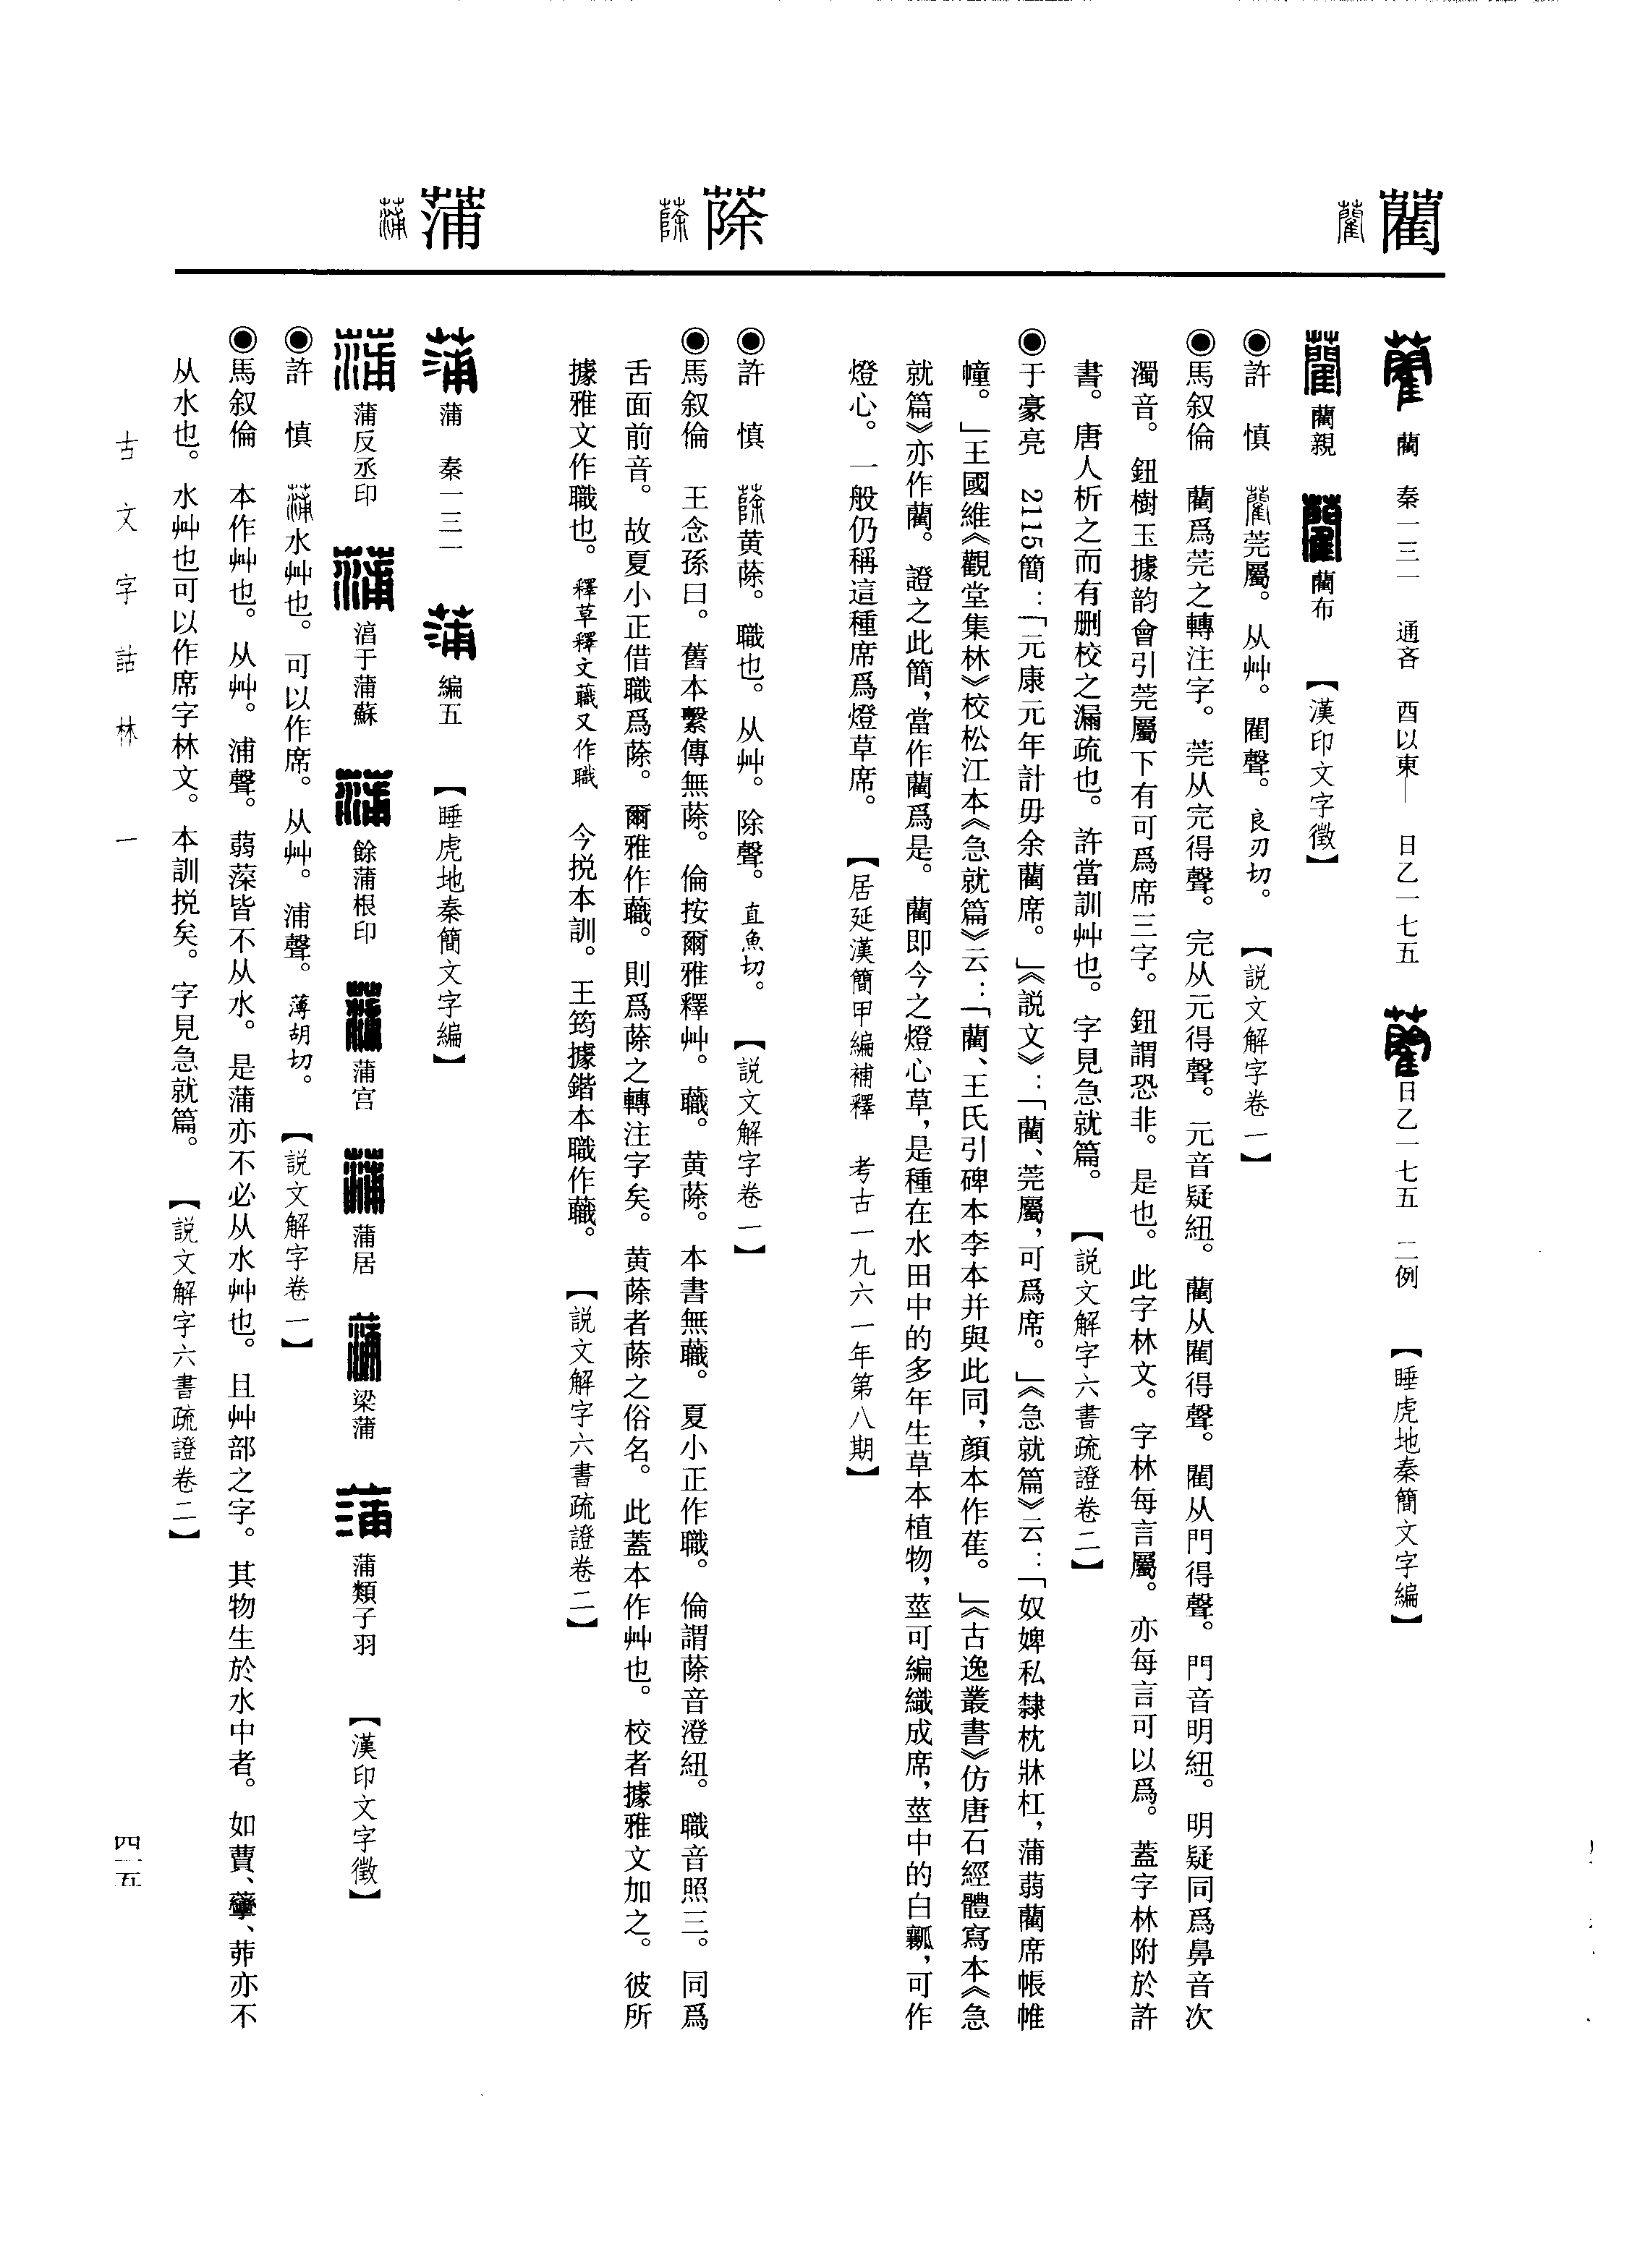 藺
蒢
蒲
藺 秦一三一 通吝 酉以東— 日乙一七五 日乙一七五 二例 【睡虎地秦簡文字編】
藺親 藺布 【漢印文字徵】
◉許 慎 莞屬。从艸。閵聲。良刃切。【説文解字卷一】
◉馬叙倫 藺爲莞之轉注字。莞从完得聲。完从元得聲。元音疑紐。藺从閵得聲。閵从門得聲。門音明紐。明疑同爲鼻音次
濁音。鈕樹玉據韵會引莞屬下有可爲席三字。鈕謂恐非。是也。此字林文。字林每言屬。亦每言可以爲。蓋字林附於許
書。唐人析之而有删校之漏疏也。許當訓艸也。字見急就篇。【説文解字六書疏證卷二】
◉于豪亮 2115簡：「元康元年計毋余藺席。」《説文》：「藺、莞屬，可爲席。」《急就篇》云：「奴婢私隸枕牀杠，蒲蒻藺席帳帷
幢。」王國維《觀堂集林》校松江本《急就篇》云：「藺、王氏引碑本李本并與此同，顔本作萑。」《古逸叢書》仿唐石經體寫本《急
就篇》亦作藺。證之此簡，當作藺爲是。藺即今之燈心草，是種在水田中的多年生草本植物，莖可編織成席，莖中的白瓤，可作
燈心。一般仍稱這種席爲燈草席。【居延漢簡甲編補釋 考古一九六一年第八期】
◉許 慎 黄蒢。職也。从艸。除聲。直魚切。【説文解字卷一】
◉馬叙倫 王念孫曰。舊本繫傳無蒢。倫按爾雅釋艸。蘵。黄蒢。本書無蘵。夏小正作職。倫謂蒢音澄紐。職音照三。同爲
舌面前音。故夏小正借職爲蒢。爾雅作蘵。則爲蒢之轉注字矣。黄蒢者蒢之俗名。此蓋本作艸也。校者據雅文加之。彼所
據雅文作職也。釋草釋文蘵又作職 今挩本訓。王筠據鍇本職作蘵。【説文解字六書疏證卷二】
蒲 秦一三一 編五 【睡虎地秦簡文字編】
蒲反丞印 濇于蒲蘇 餘蒲根印 蒲宫 蒲居 梁蒲 蒲類子羽 【漢印文字徵】
◉許 慎 水艸也。可以作席。从艸。浦聲。薄胡切。【説文解字卷一】
◉馬叙倫 本作艸也。从艸。浦聲。蒻蒤皆不从水。是蒲亦不必从水艸也。且艸部之字。其物生於水中者。如藚、虌、茆亦不
从水也。水艸也可以作席字林文。本訓挩矣。字見急就篇。【説文解字六書疏證卷二】
古文字詁林 一
四一五